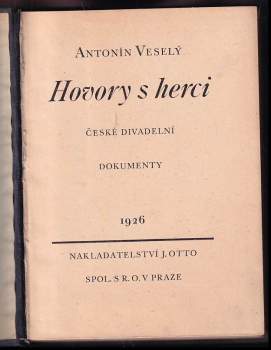 ANTONÍN VESELÝ
Hovory s herci
ČESKÉ DIVADELNÍ
DOKUMENTY
1926
NAKLADATELSTVÍ J. OTTO
SPOL. S R. O. V PRAZE